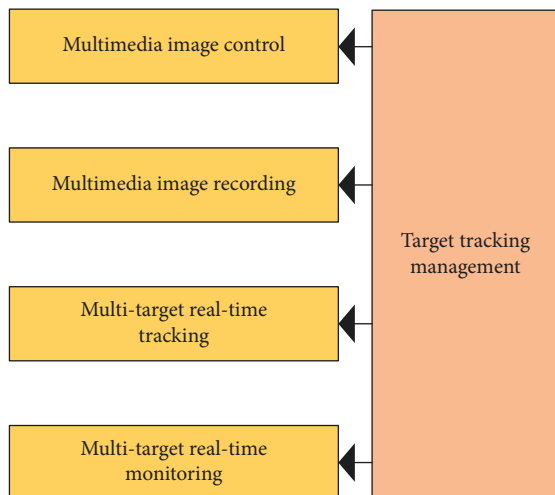 Multimedia image control
Multimedia image recording
Multi-target real-time
tracking
Multi-target real-time
monitoring
Target tracking
management